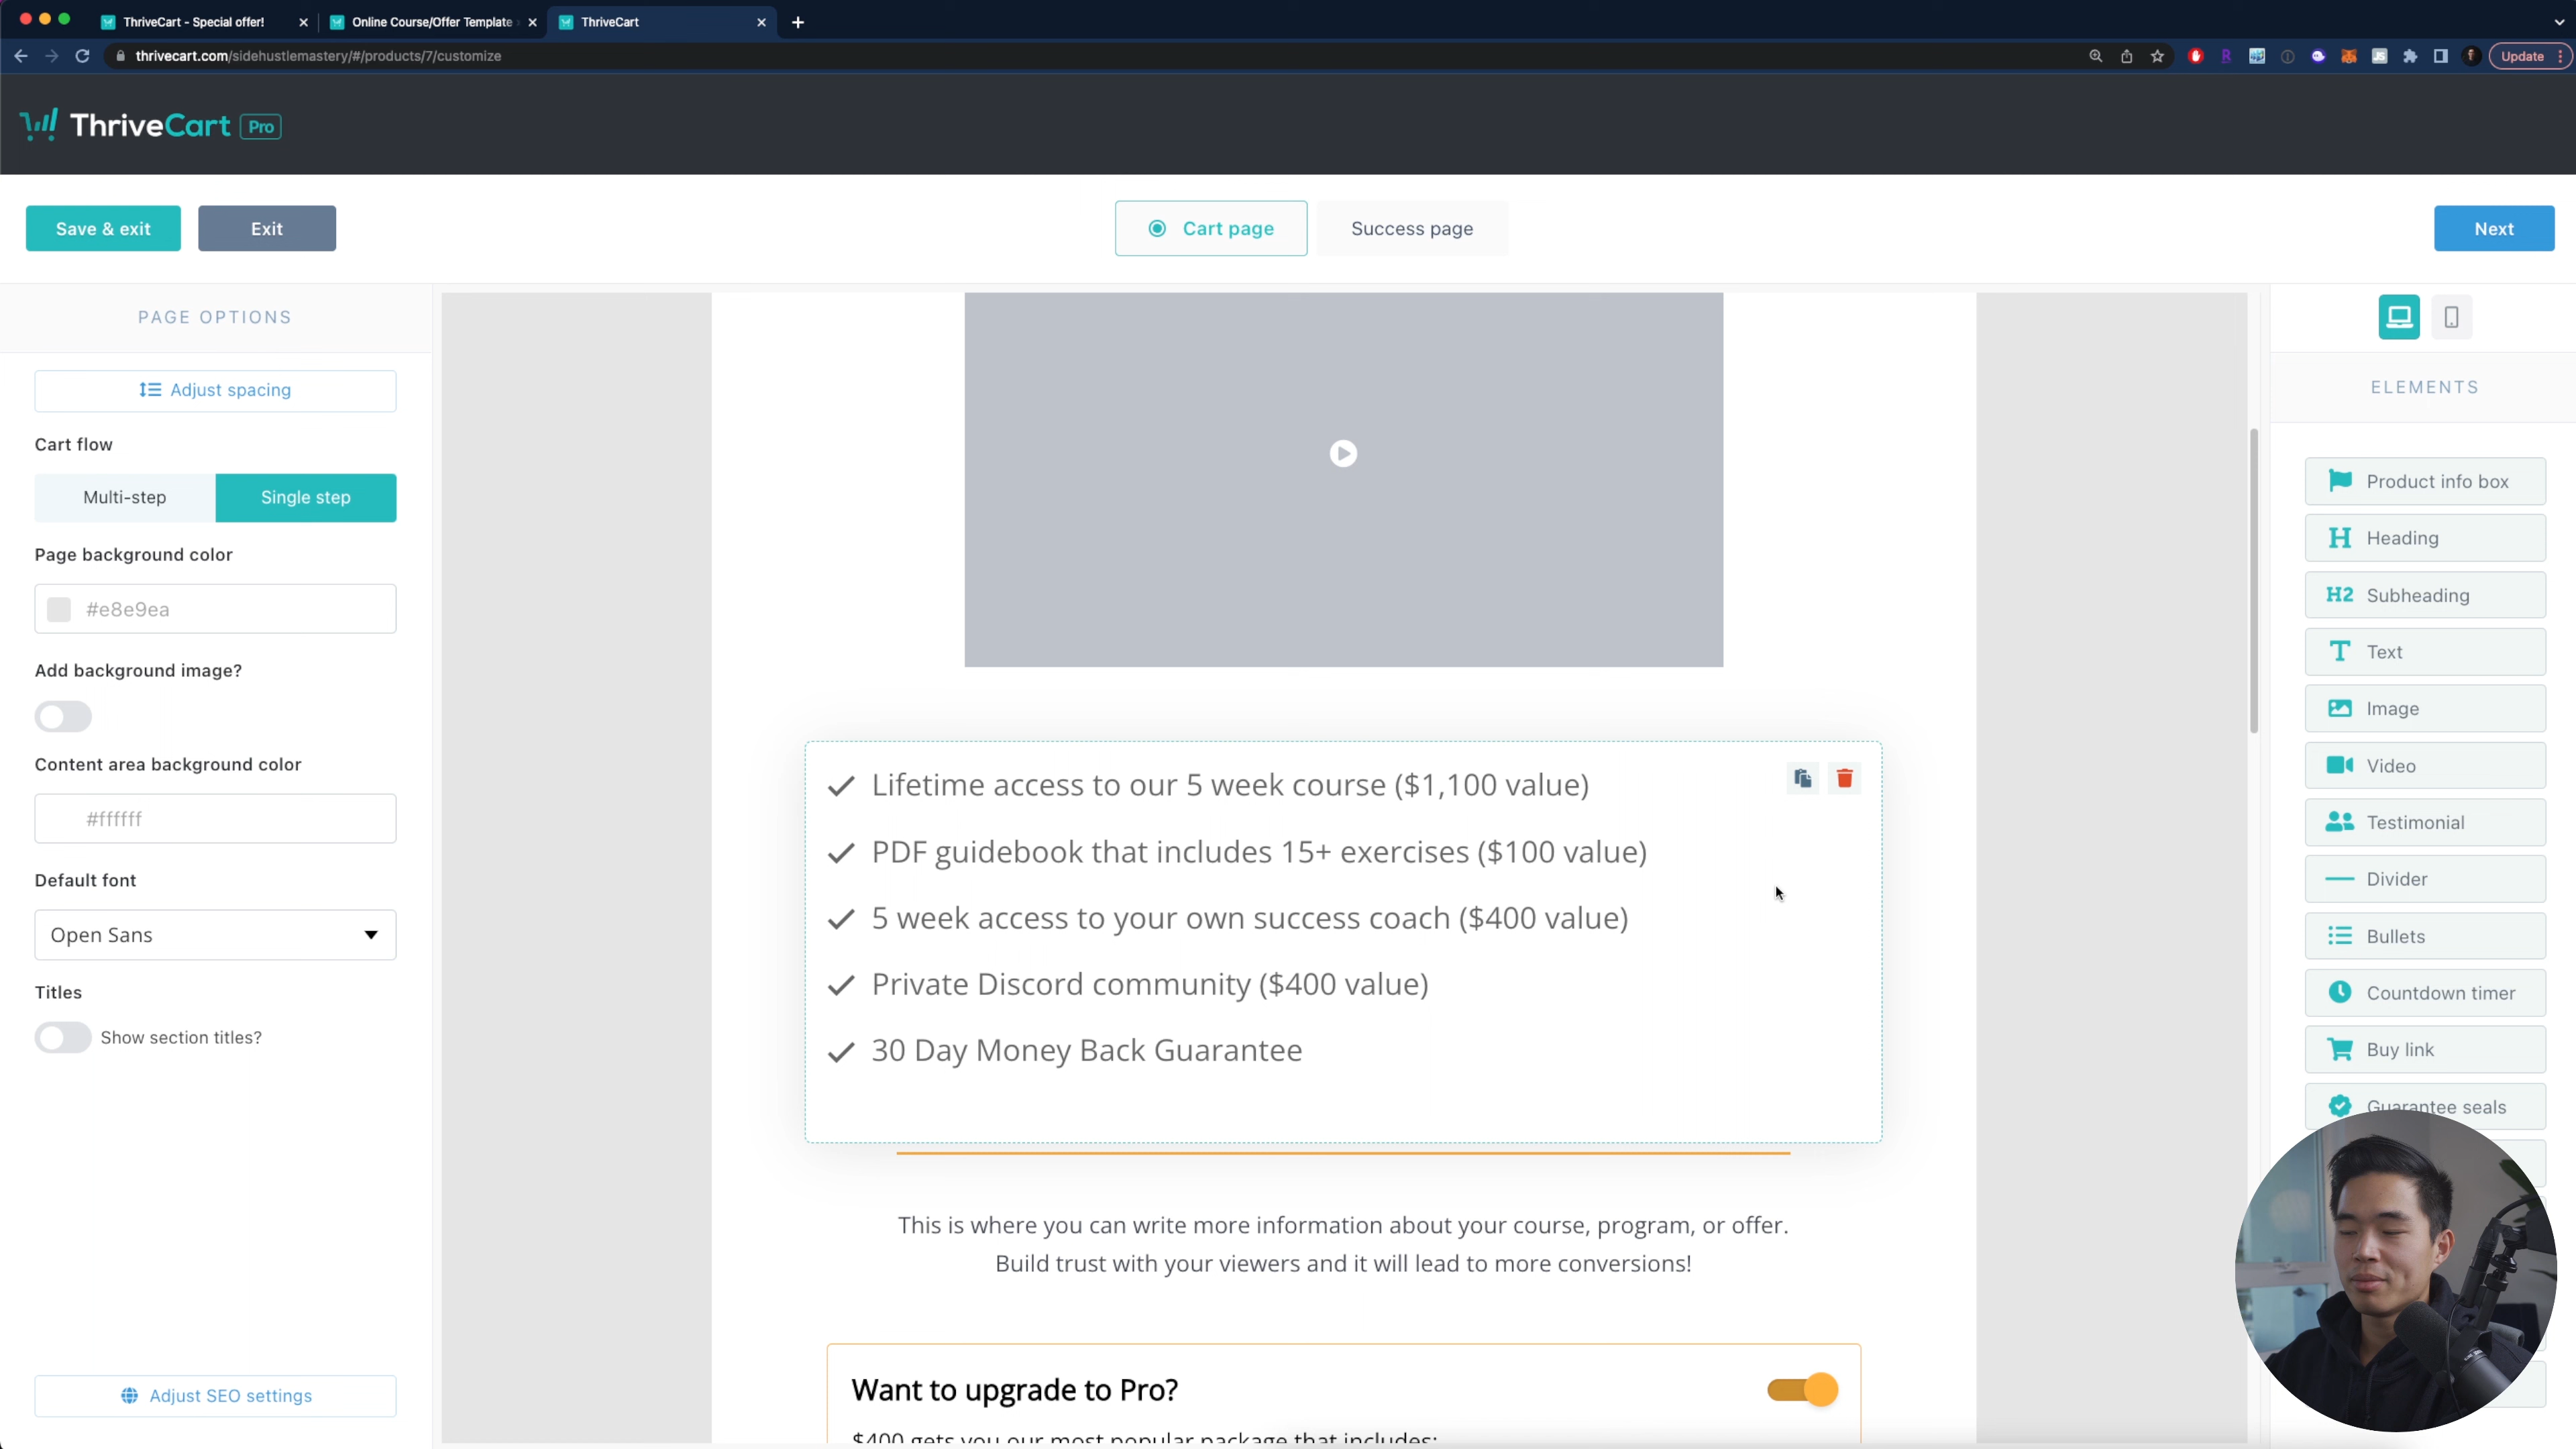 ThriveCart - Special offer!
Online Course/Offer Template
ThriveCart
thrivecart.com/sidehustlemastery/#/products/7/customize
Update
ThriveCart Pro
Save & exit
Exit
Cart page
Success page
Next
PAGE OPTIONS
Adjust spacing
Cart flow
Multi-step
Single step
Page background color
#e8e9ea
Add background image?
Content area background color
#ffffff
Default font
Open Sans
Titles
Show section titles?
Adjust SEO settings
Lifetime access to our 5 week course ($1,100 value)
PDF guidebook that includes 15+ exercises ($100 value)
5 week access to your own success coach ($400 value)
Private Discord community ($400 value)
30 Day Money Back Guarantee
This is where you can write more information about your course, program, or offer.
Build trust with your viewers and it will lead to more conversions!
Want to upgrade to Pro?
$400 gets you our most popular package that includes:
ELEMENTS
Product info box
H Heading
H2 Subheading
T Text
Image
Video
Testimonial
Divider
Bullets
Countdown timer
Buy link
Guarantee seals